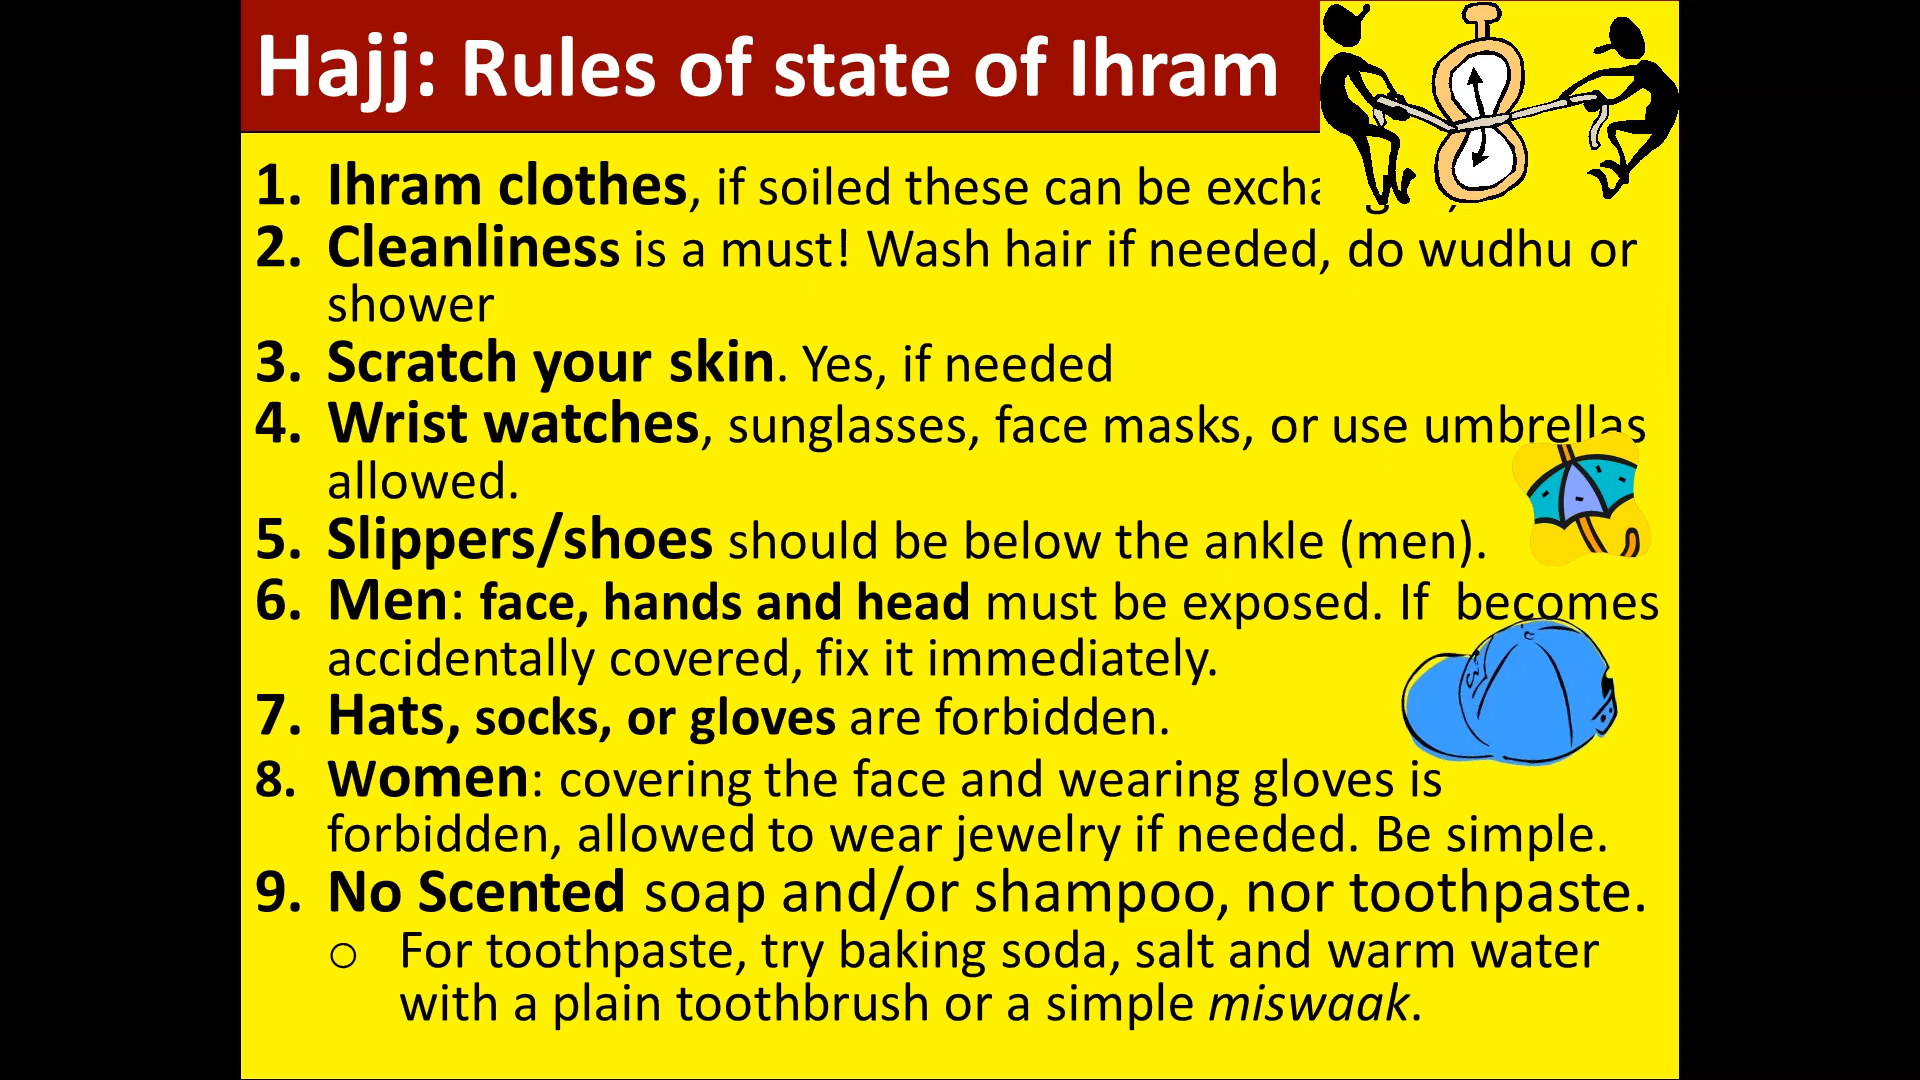 Hajj: Rules of state of Ihram
1. Ihram clothes, if soiled these can be
2. Cleanliness is a must! Wash hair if needed, do wudhu or
shower
3. Scratch your skin. Yes, if needed
4. Wrist watches, sunglasses, face masks, or use umbrellas
allowed.
5. Slippers/shoes should be below the ankle (men).
6. Men: face, hands and head must be exposed. If  becomes
accidentally covered, fix it immediately.
7. Hats, socks, or gloves are forbidden.
8. Women: covering the face and wearing gloves is
forbidden, allowed to wear jewelry if needed. Be simple.
9. No Scented soap and/or shampoo, nor toothpaste.
o For toothpaste, try baking soda, salt and warm water
with a plain toothbrush or a simple miswaak.